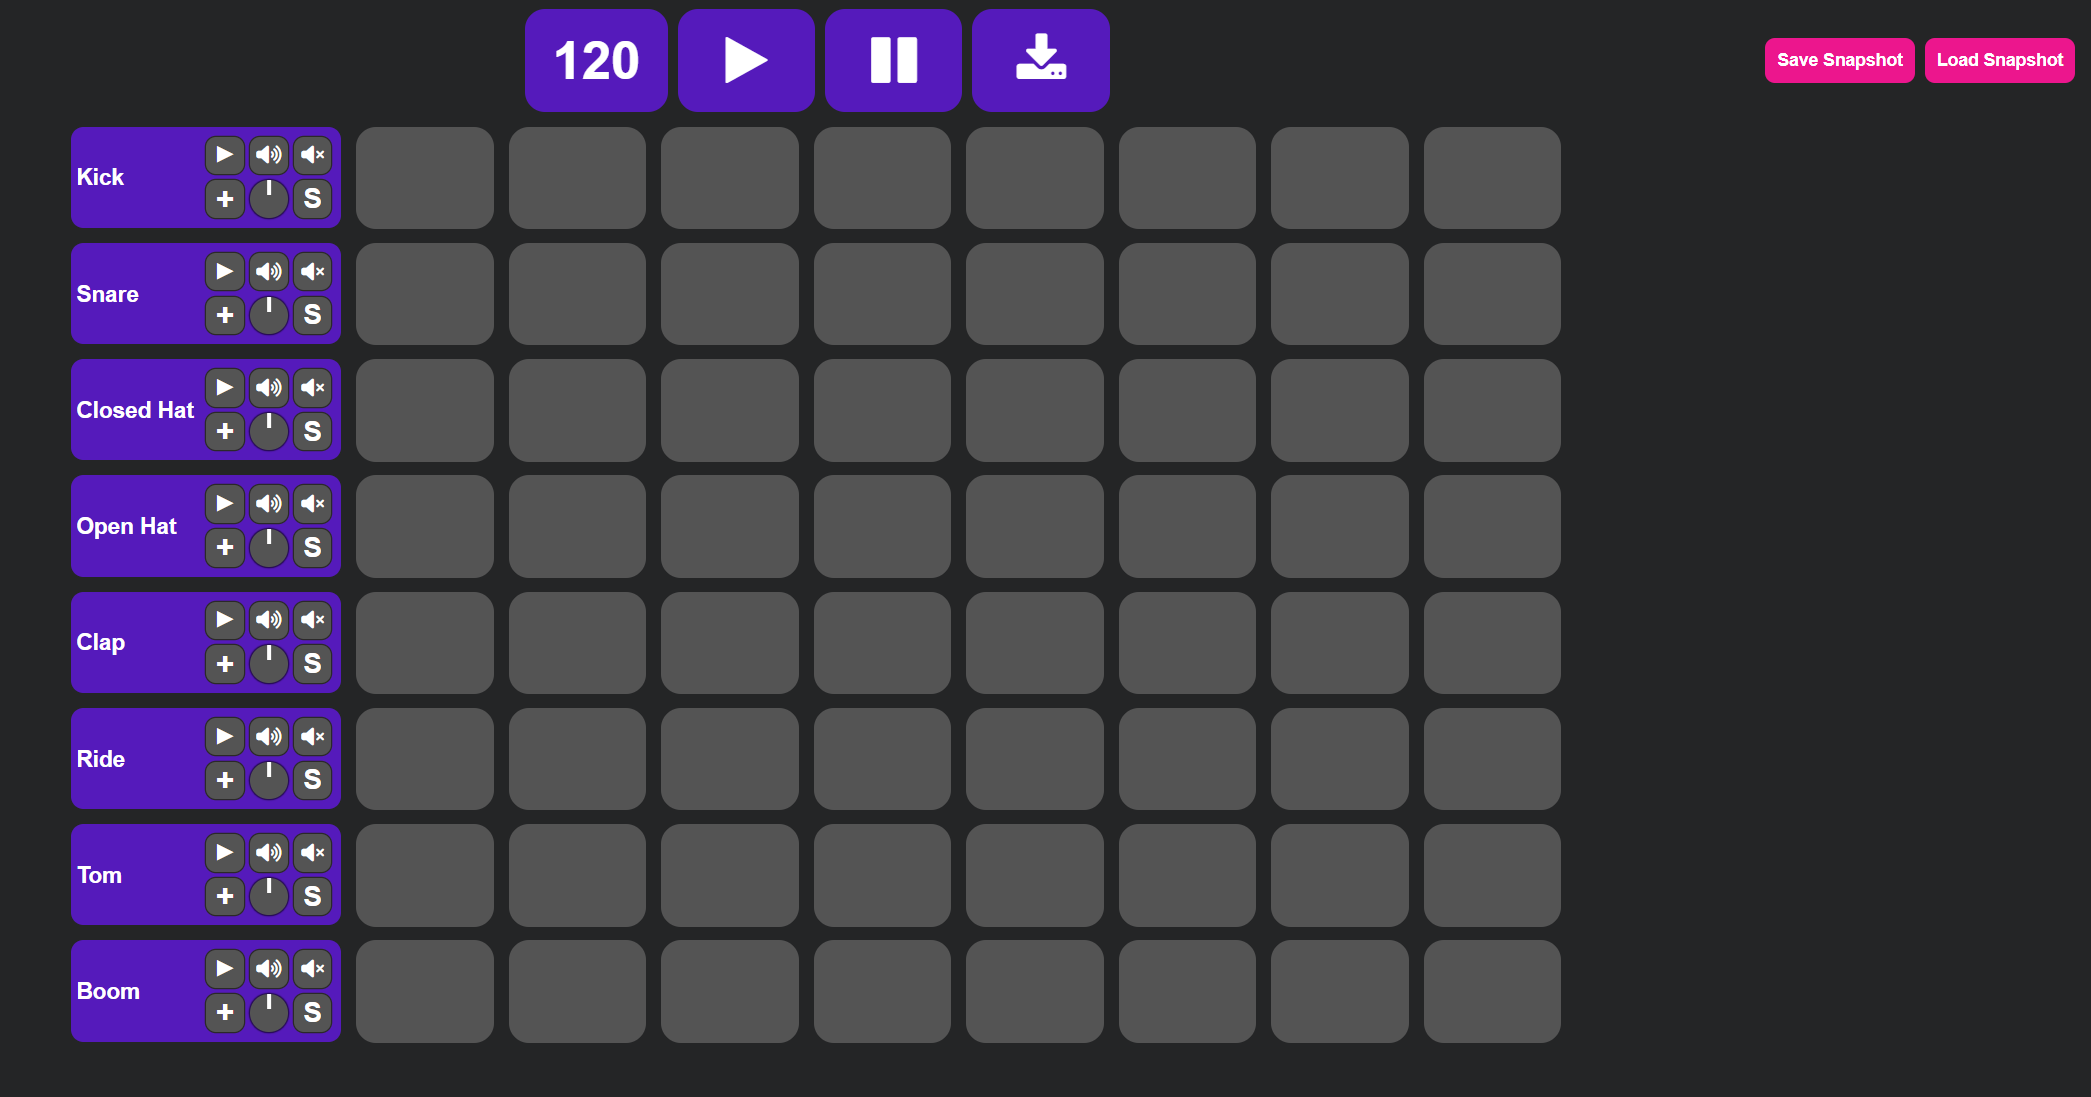 120
Save Snapshot Load Snapshot
Kick
S
Snare
S
Closed Hat
S
Open Hat
S
Clap
S
Ride
S
Tom
S
Boom
S